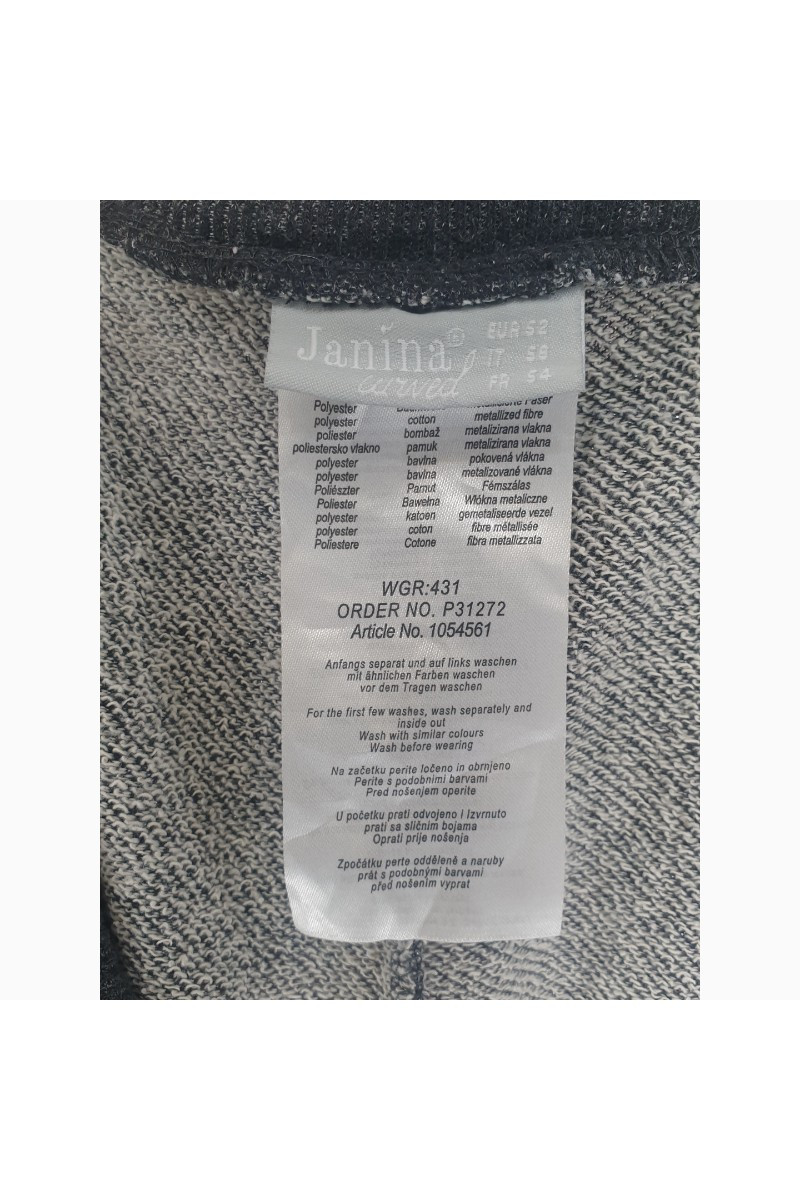 Janina ® EUR 52
curved IT 58
FR 54
Polyester metallisierte Faser
polyester cotton metallized fibre
poliester bombaž metalizirana vlakna
poliestersko vlakno pamuk metalizirana vlakna
polyester bavlna pokovená vlákna
polyester bavlna metalizované vlákna
Poliészter Pamut Fémszálas
Poliester Bawełna Włókna metaliczne
polyester katoen gemetaliseerde vezel
polyester coton fibre métallisée
Poliestere Cotone fibra metallizzata
WGR:431
ORDER NO. P31272
Article No. 1054561
Anfangs separat und auf links waschen
mit ähnlichen Farben waschen
vor dem Tragen waschen
For the first few washes, wash separately and
inside out
Wash with similar colours
Wash before wearing
Na začetku perite ločeno in obrnjeno
Perite s podobnimi barvami
Pred nošenjem operite
U početku prati odvojeno i Izvrnuto
prati sa sličnim bojama
Oprati prije nošenja
Zpočátku perte odděleně a naruby
prát s podobnými barvami
před nošením vyprat